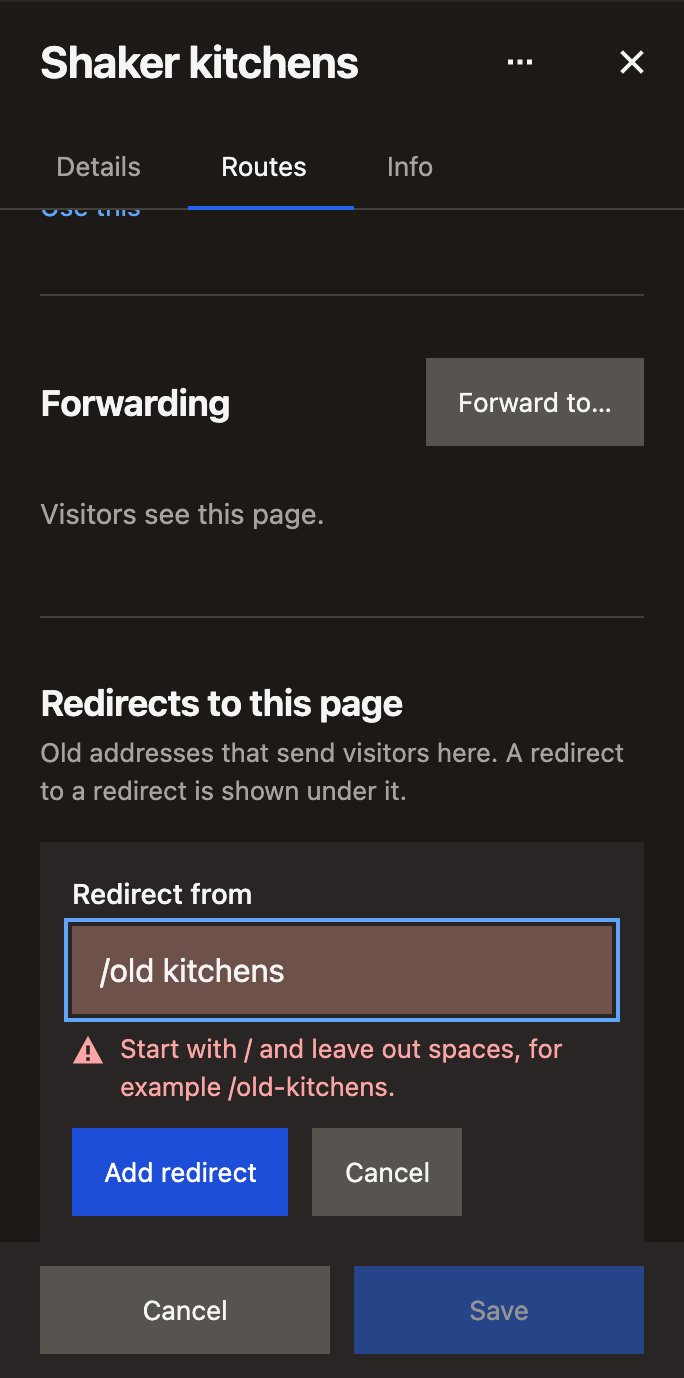 Shaker kitchens
Details
Routes
Info
Use this
Forwarding
Forward to...
Visitors see this page.
Redirects to this page
Old addresses that send visitors here. A redirect
to a redirect is shown under it.
Redirect from
/old kitchens
Start with / and leave out spaces, for
example /old-kitchens.
Add redirect
Cancel
Cancel
Save